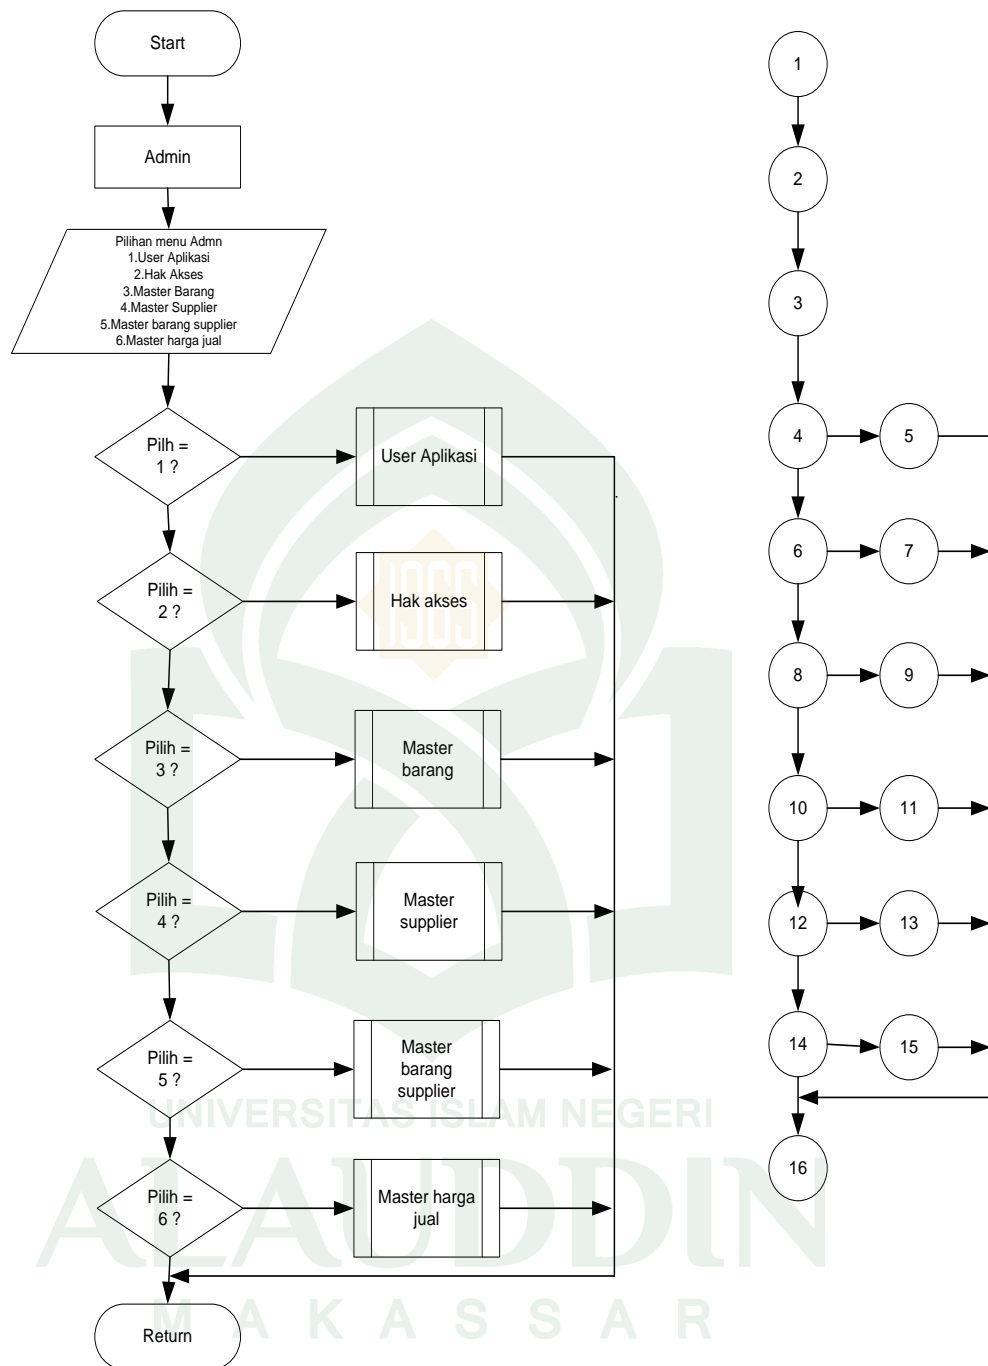 Start
Admin
Pilihan menu Admn
1.User Aplikasi
2.Hak Akses
3.Master Barang
4.Master Supplier
5.Master barang supplier
6.Master harga jual
Pilh =
1 ?
User Aplikasi
Pilih =
2 ?
Hak akses
Pilih =
3 ?
Master
barang
Pilih =
4 ?
Master
supplier
Pilih =
5 ?
Master
barang
supplier
Pilih =
6 ?
Master harga
jual
Return
1
2
3
4
5
6
7
8
9
10
11
12
13
14
15
16
1965
UNIVERSITAS ISLAM NEGERI
ALAUDDIN
MAKASSAR